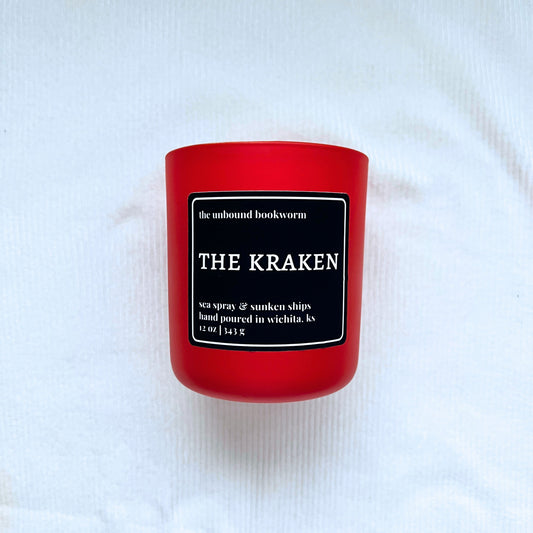 the unbound bookworm
THE KRAKEN
sea spray & sunken ships
hand poured in wichita, ks
12 oz | 343 g